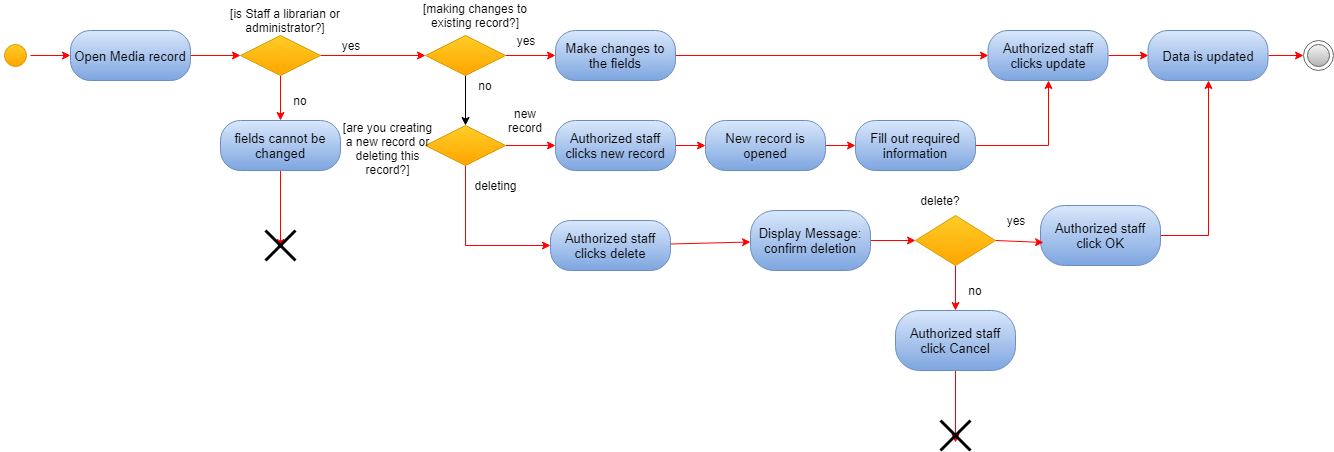 [is Staff a librarian or
administrator?]
[making changes to
existing record?]
Open Media record
yes
yes
Make changes to
the fields
Authorized staff
clicks update
Data is updated
no
no
fields cannot be
changed
[are you creating
a new record or
deleting this
record?]
new
record
Authorized staff
clicks new record
New record is
opened
Fill out required
information
deleting
Authorized staff
clicks delete
Display Message:
confirm deletion
delete?
yes
Authorized staff
click OK
no
Authorized staff
click Cancel